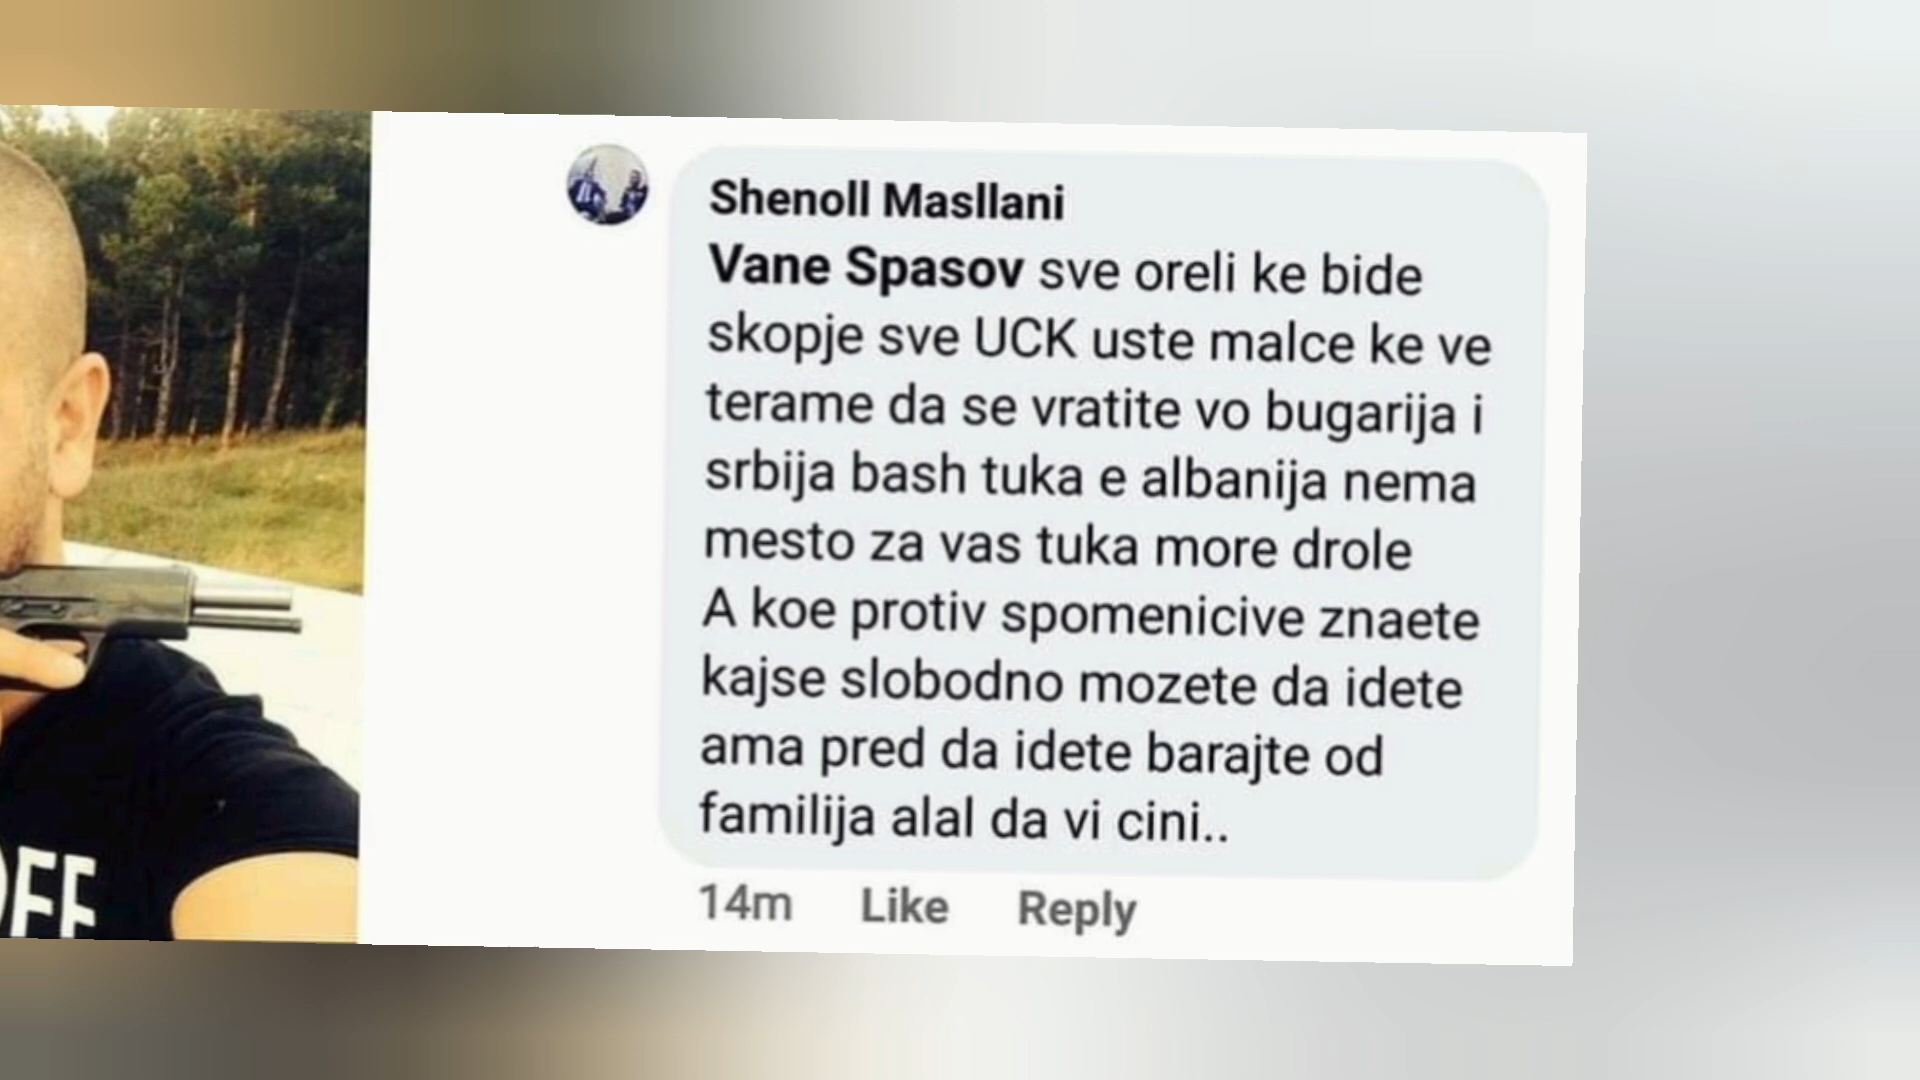 Shenoll Masllani
Vane Spasov sve oreli ke bide
skopje sve UCK uste malce ke ve
terame da se vratite vo bugarija i
srbija bash tuka e albanija nema
mesto za vas tuka more drole
A koe protiv spomenicive znaete
kajse slobodno mozete da idete
ama pred da idete barajte od
familija alal da vi cini..
14m Like Reply